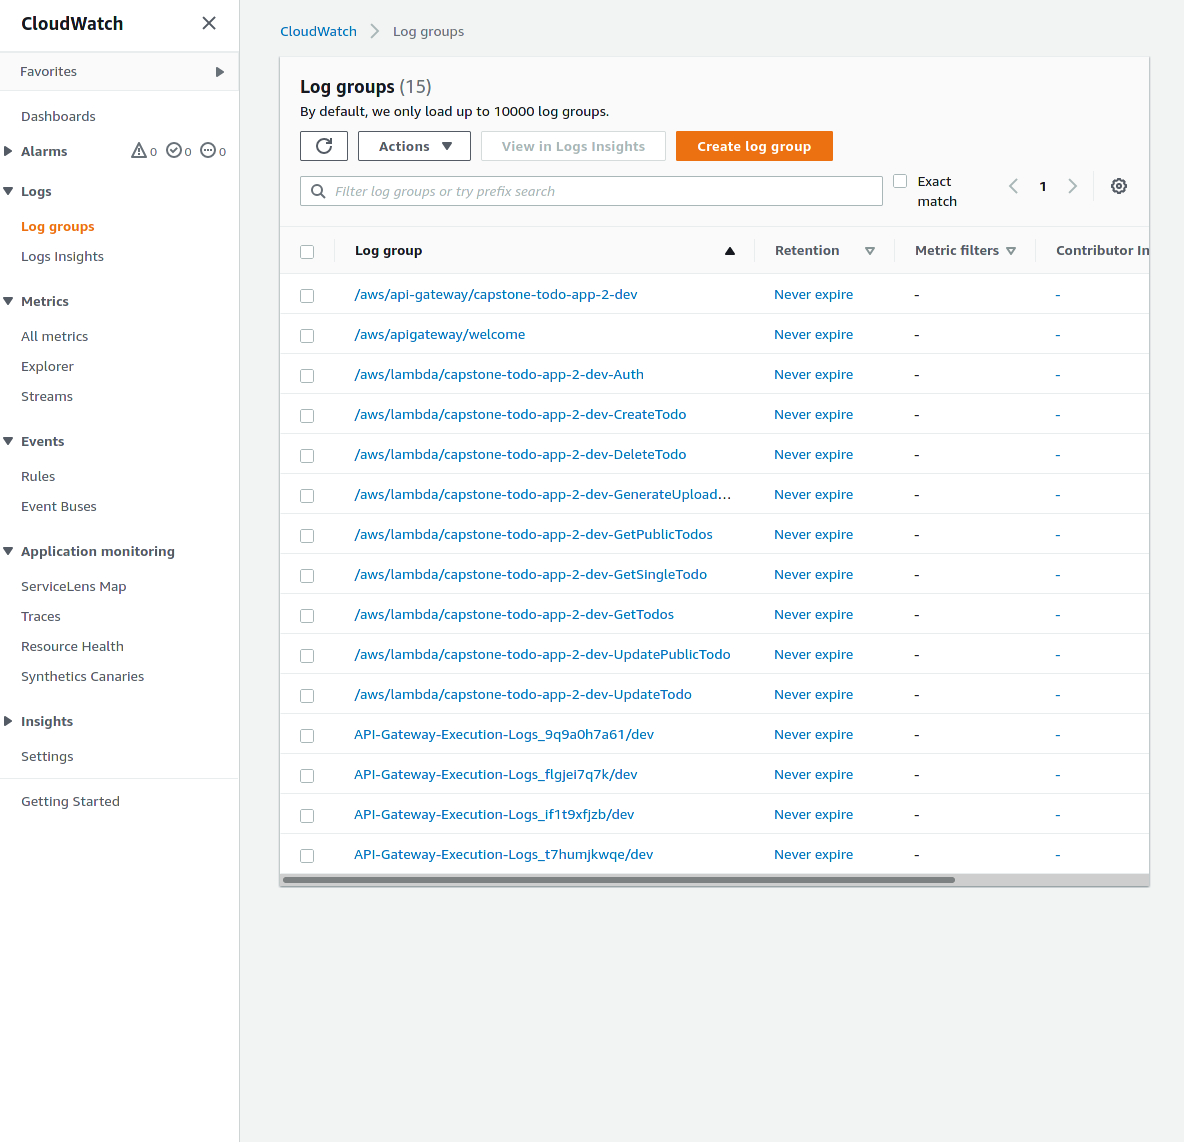 CloudWatch
Favorites
Dashboards
Alarms 0 0 0
Logs
Log groups
Logs Insights
Metrics
All metrics
Explorer
Streams
Events
Rules
Event Buses
Application monitoring
ServiceLens Map
Traces
Resource Health
Synthetics Canaries
Insights
Settings
Getting Started
CloudWatch Log groups
Log groups (15)
By default, we only load up to 10000 log groups.
Actions View in Logs Insights Create log group
Filter log groups or try prefix search
Exact
match
1
Log group Retention Metric filters Contributor In
/aws/api-gateway/capstone-todo-app-2-dev Never expire - -
/aws/apigateway/welcome Never expire - -
/aws/lambda/capstone-todo-app-2-dev-Auth Never expire - -
/aws/lambda/capstone-todo-app-2-dev-CreateTodo Never expire - -
/aws/lambda/capstone-todo-app-2-dev-DeleteTodo Never expire - -
/aws/lambda/capstone-todo-app-2-dev-GenerateUpload... Never expire - -
/aws/lambda/capstone-todo-app-2-dev-GetPublicTodos Never expire - -
/aws/lambda/capstone-todo-app-2-dev-GetSingleTodo Never expire - -
/aws/lambda/capstone-todo-app-2-dev-GetTodos Never expire - -
/aws/lambda/capstone-todo-app-2-dev-UpdatePublicTodo Never expire - -
/aws/lambda/capstone-todo-app-2-dev-UpdateTodo Never expire - -
API-Gateway-Execution-Logs_9q9a0h7a61/dev Never expire - -
API-Gateway-Execution-Logs_flgjei7q7k/dev Never expire - -
API-Gateway-Execution-Logs_if1t9xfjzb/dev Never expire - -
API-Gateway-Execution-Logs_t7humjkwqe/dev Never expire - -